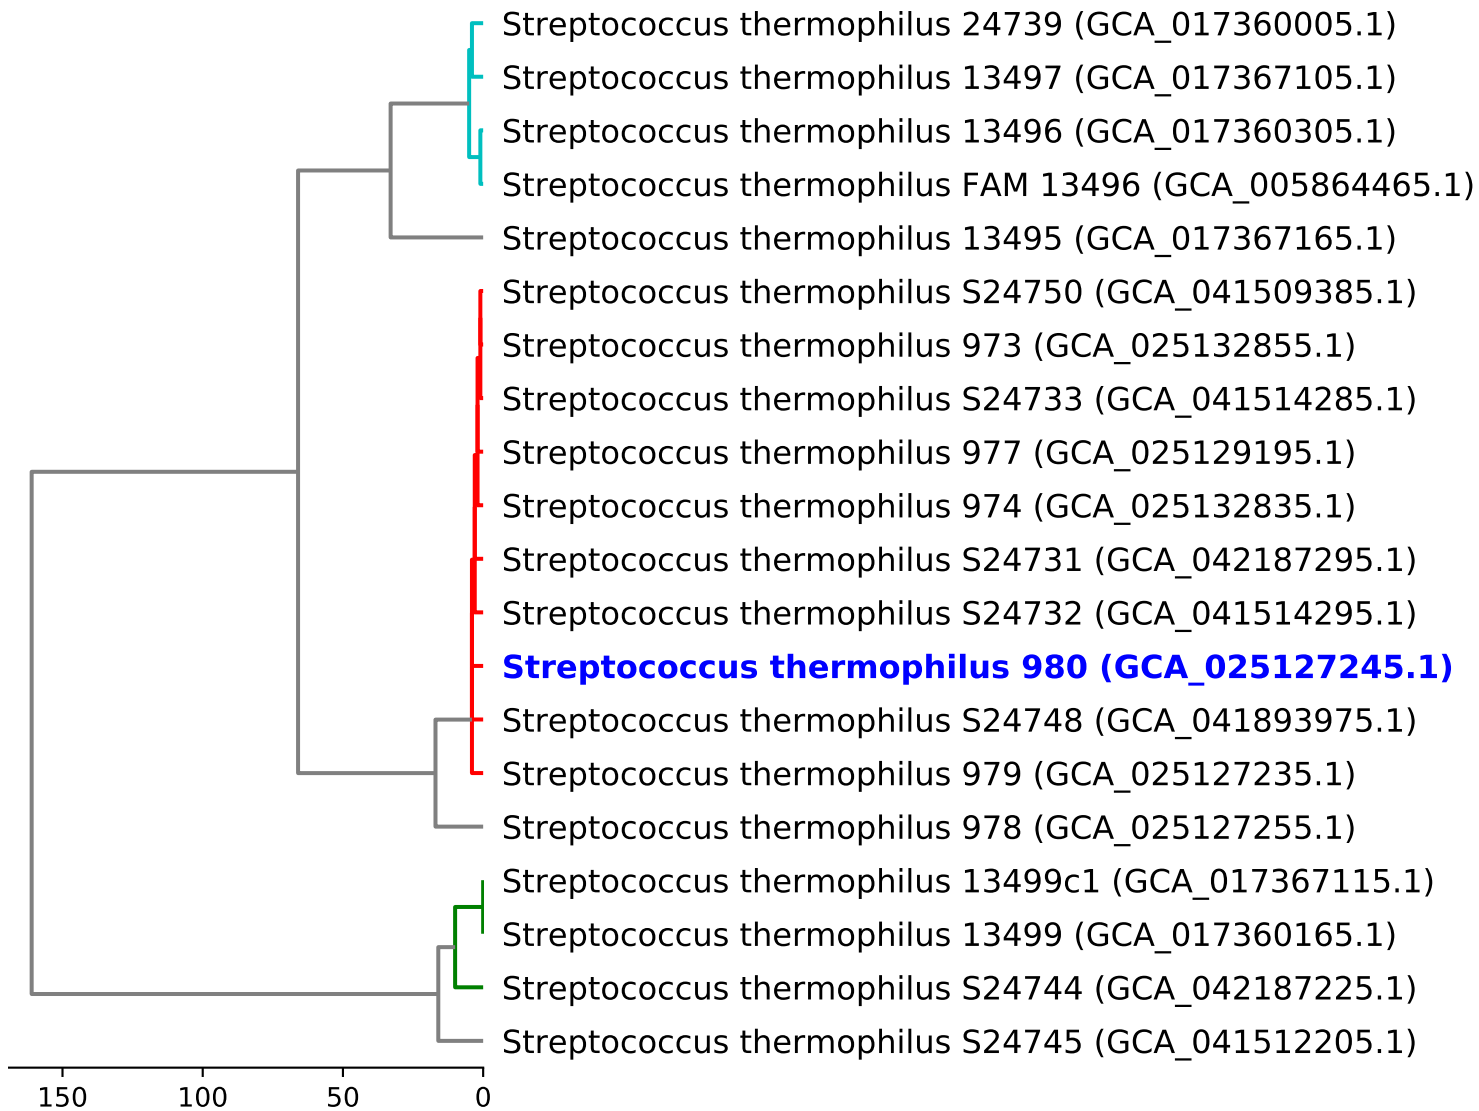 Streptococcus thermophilus 24739 (GCA_017360005.1)
Streptococcus thermophilus 13497 (GCA_017367105.1)
Streptococcus thermophilus 13496 (GCA_017360305.1)
Streptococcus thermophilus FAM 13496 (GCA_005864465.1)
Streptococcus thermophilus 13495 (GCA_017367165.1)
Streptococcus thermophilus S24750 (GCA_041509385.1)
Streptococcus thermophilus 973 (GCA_025132855.1)
Streptococcus thermophilus S24733 (GCA_041514285.1)
Streptococcus thermophilus 977 (GCA_025129195.1)
Streptococcus thermophilus 974 (GCA_025132835.1)
Streptococcus thermophilus S24731 (GCA_042187295.1)
Streptococcus thermophilus S24732 (GCA_041514295.1)
Streptococcus thermophilus 980 (GCA_025127245.1)
Streptococcus thermophilus S24748 (GCA_041893975.1)
Streptococcus thermophilus 979 (GCA_025127235.1)
Streptococcus thermophilus 978 (GCA_025127255.1)
Streptococcus thermophilus 13499c1 (GCA_017367115.1)
Streptococcus thermophilus 13499 (GCA_017360165.1)
Streptococcus thermophilus S24744 (GCA_042187225.1)
Streptococcus thermophilus S24745 (GCA_041512205.1)
150 100 50 0